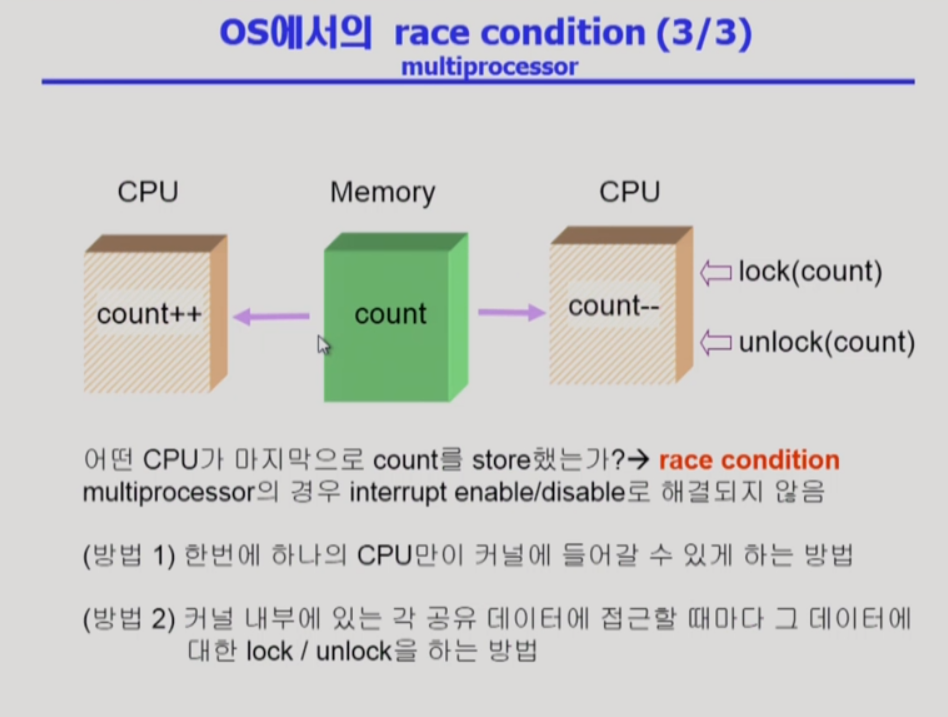 OS에서의 race condition (3/3)
multiprocessor
CPU
Memory
CPU
count++
count
count--
lock(count)
unlock(count)
어떤 CPU가 마지막으로 count를 store했는가?→ race condition
multiprocessor의 경우 interrupt enable/disable로 해결되지 않음
(방법 1) 한번에 하나의 CPU만이 커널에 들어갈 수 있게 하는 방법
(방법 2) 커널 내부에 있는 각 공유 데이터에 접근할 때마다 그 데이터에
대한 lock / unlock을 하는 방법